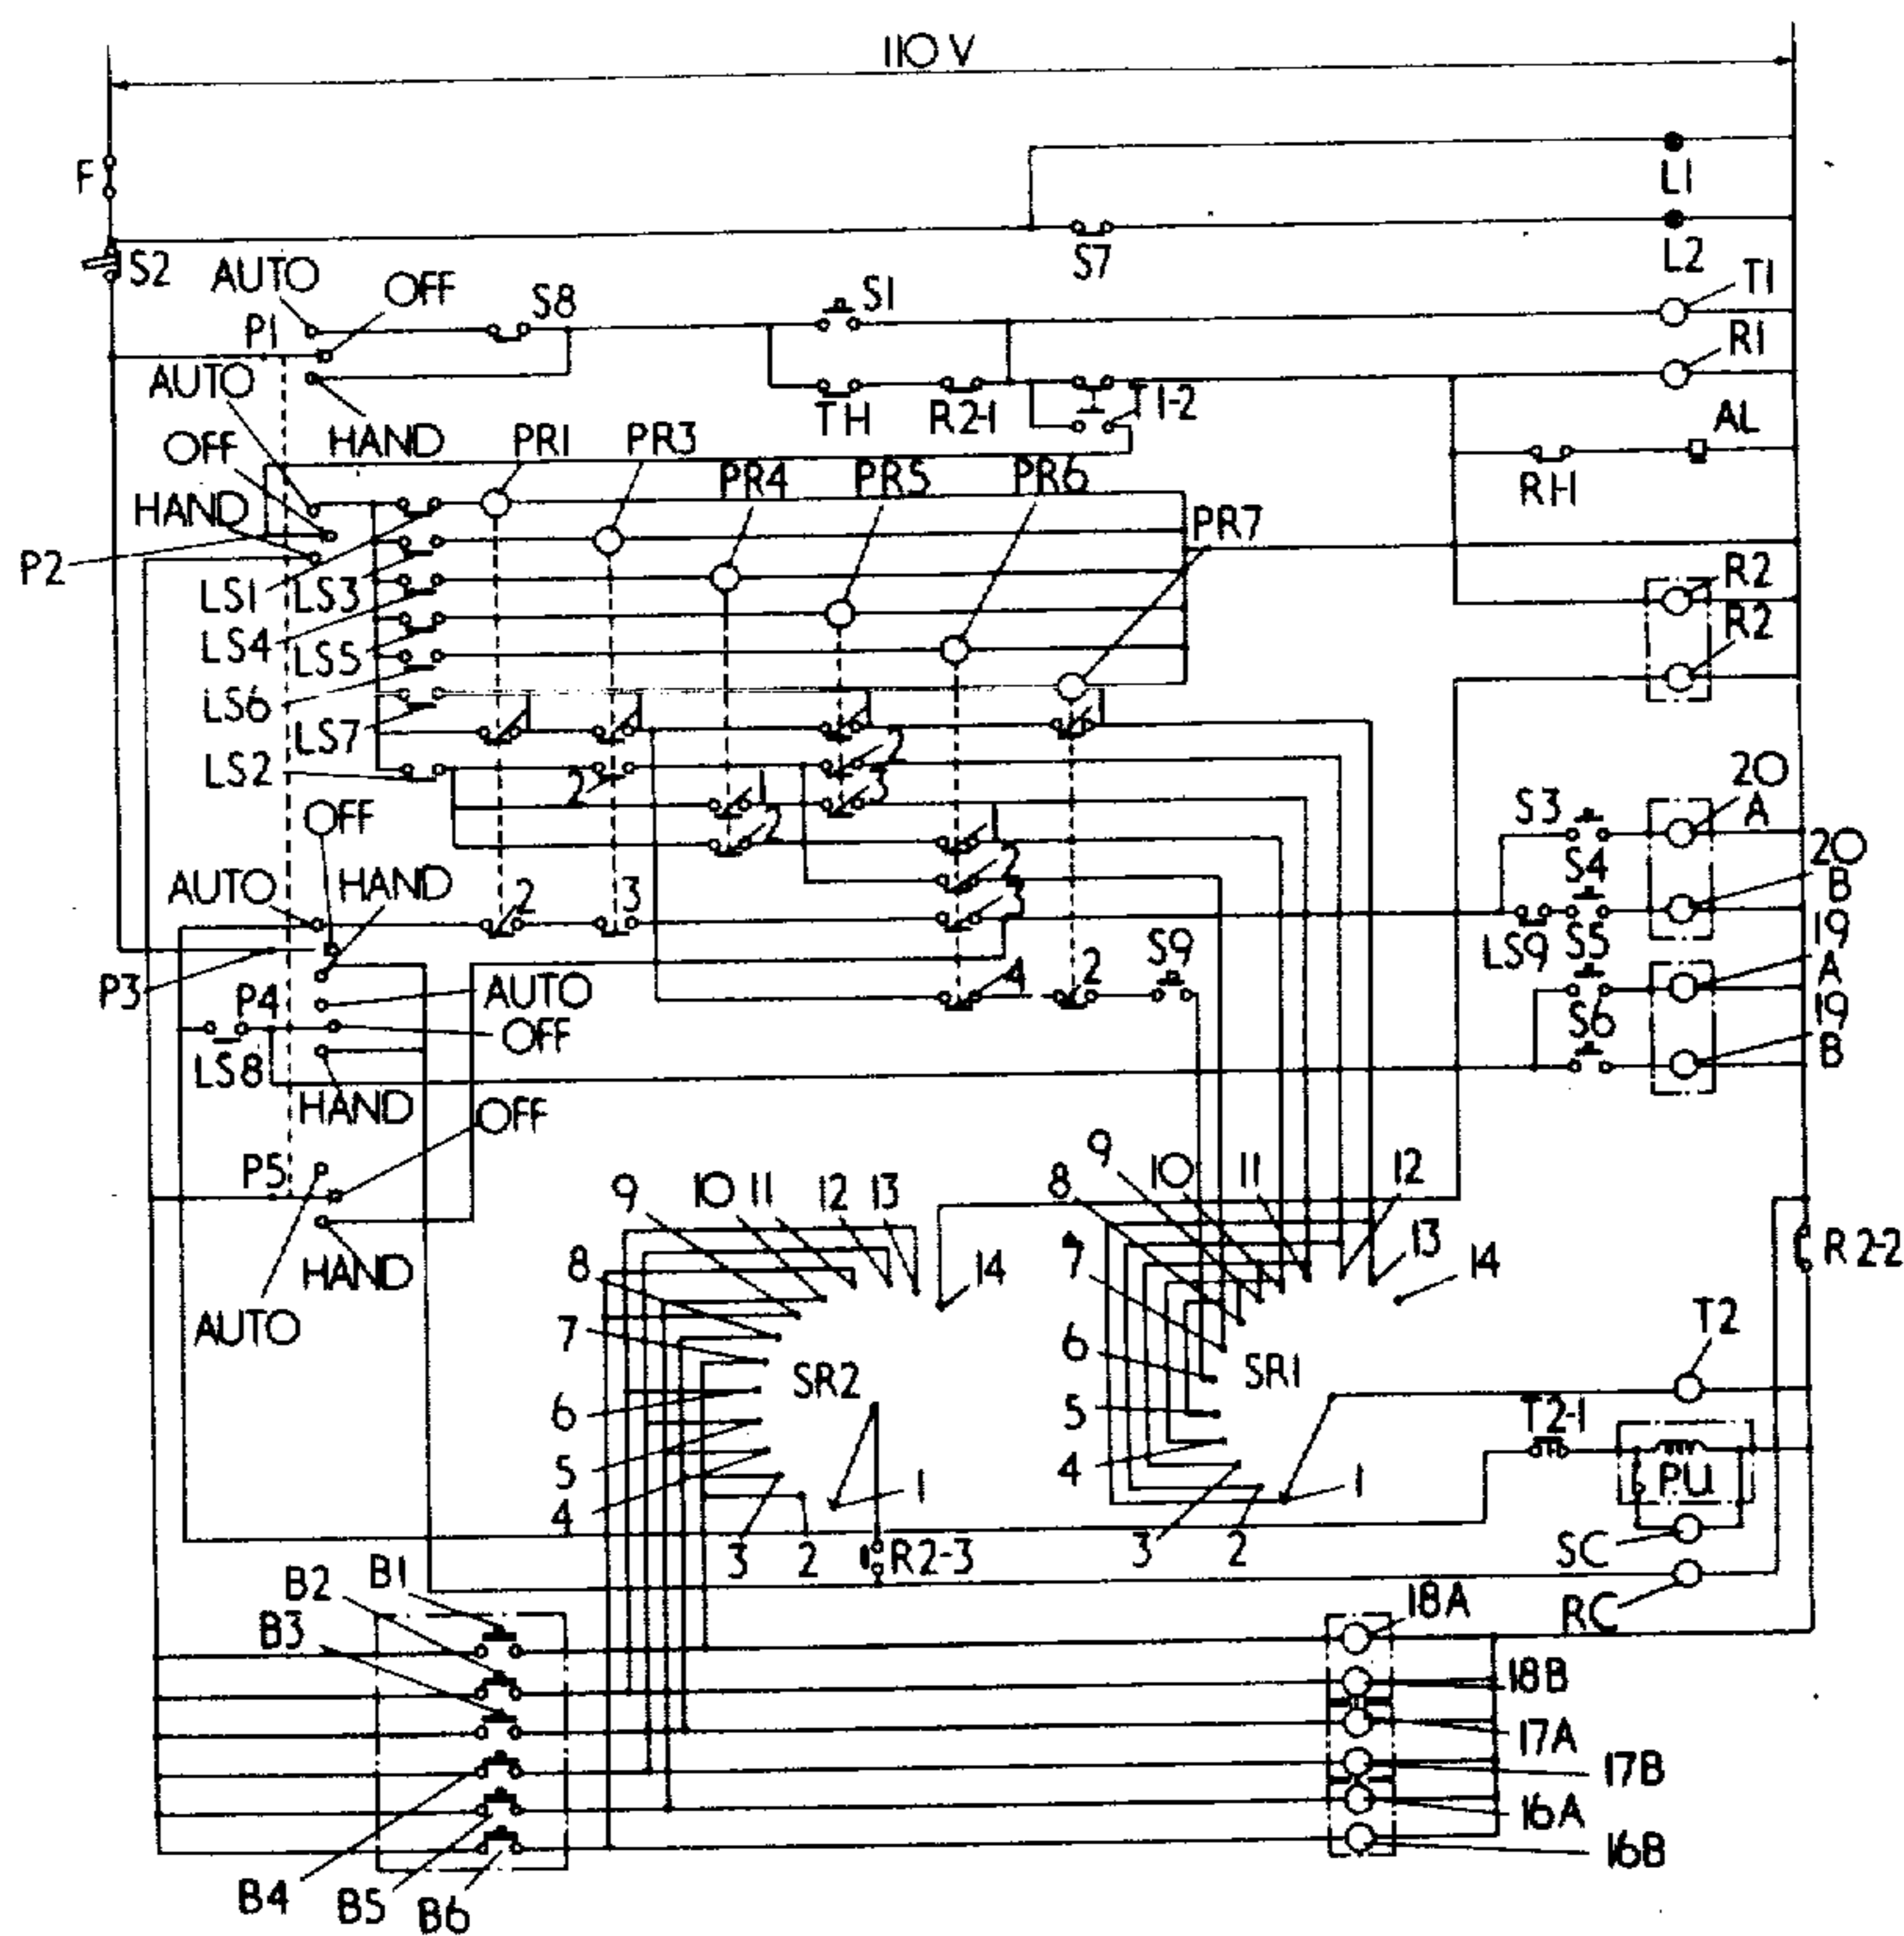 110 V
F
L1
S2
S7
L2
AUTO
OFF
S8
S1
T1
P1
R1
AUTO
TH
R2-1
T1-2
AL
OFF
HAND
PR1
PR3
PR4
PR5
PR6
RH
HAND
PR7
P2
LS1
LS3
R2
LS4
LS5
R2
LS6
LS7
LS2
2
2
20
1
3
A
OFF
2
1
S3
S4
20
AUTO
HAND
2
3
2
3
B
LS9
S5
19
P3
P4
AUTO
4
2
S9
A
OFF
S6
19
LS8
B
HAND
OFF
P5
9
10
11
12
13
8
9
10
11
12
HAND
8
14
7
13
14
R2-2
AUTO
7
SR2
6
SR1
T2
6
5
T2-1
5
1
4
1
PU
4
3
2
R2-3
3
2
SC
B2
B1
18A
RC
B3
18B
17A
17B
16A
B4
B5
B6
16B